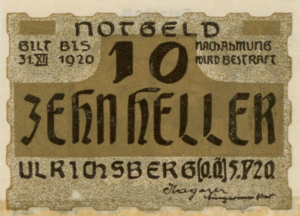 NOTGELD
GILT BIS 10 NACHAHMUNG
31.XII 1920 WIRD BESTRAFT
ZEHN HELLER
ULRICHSBERG (O.Ö.) 5.V.20.